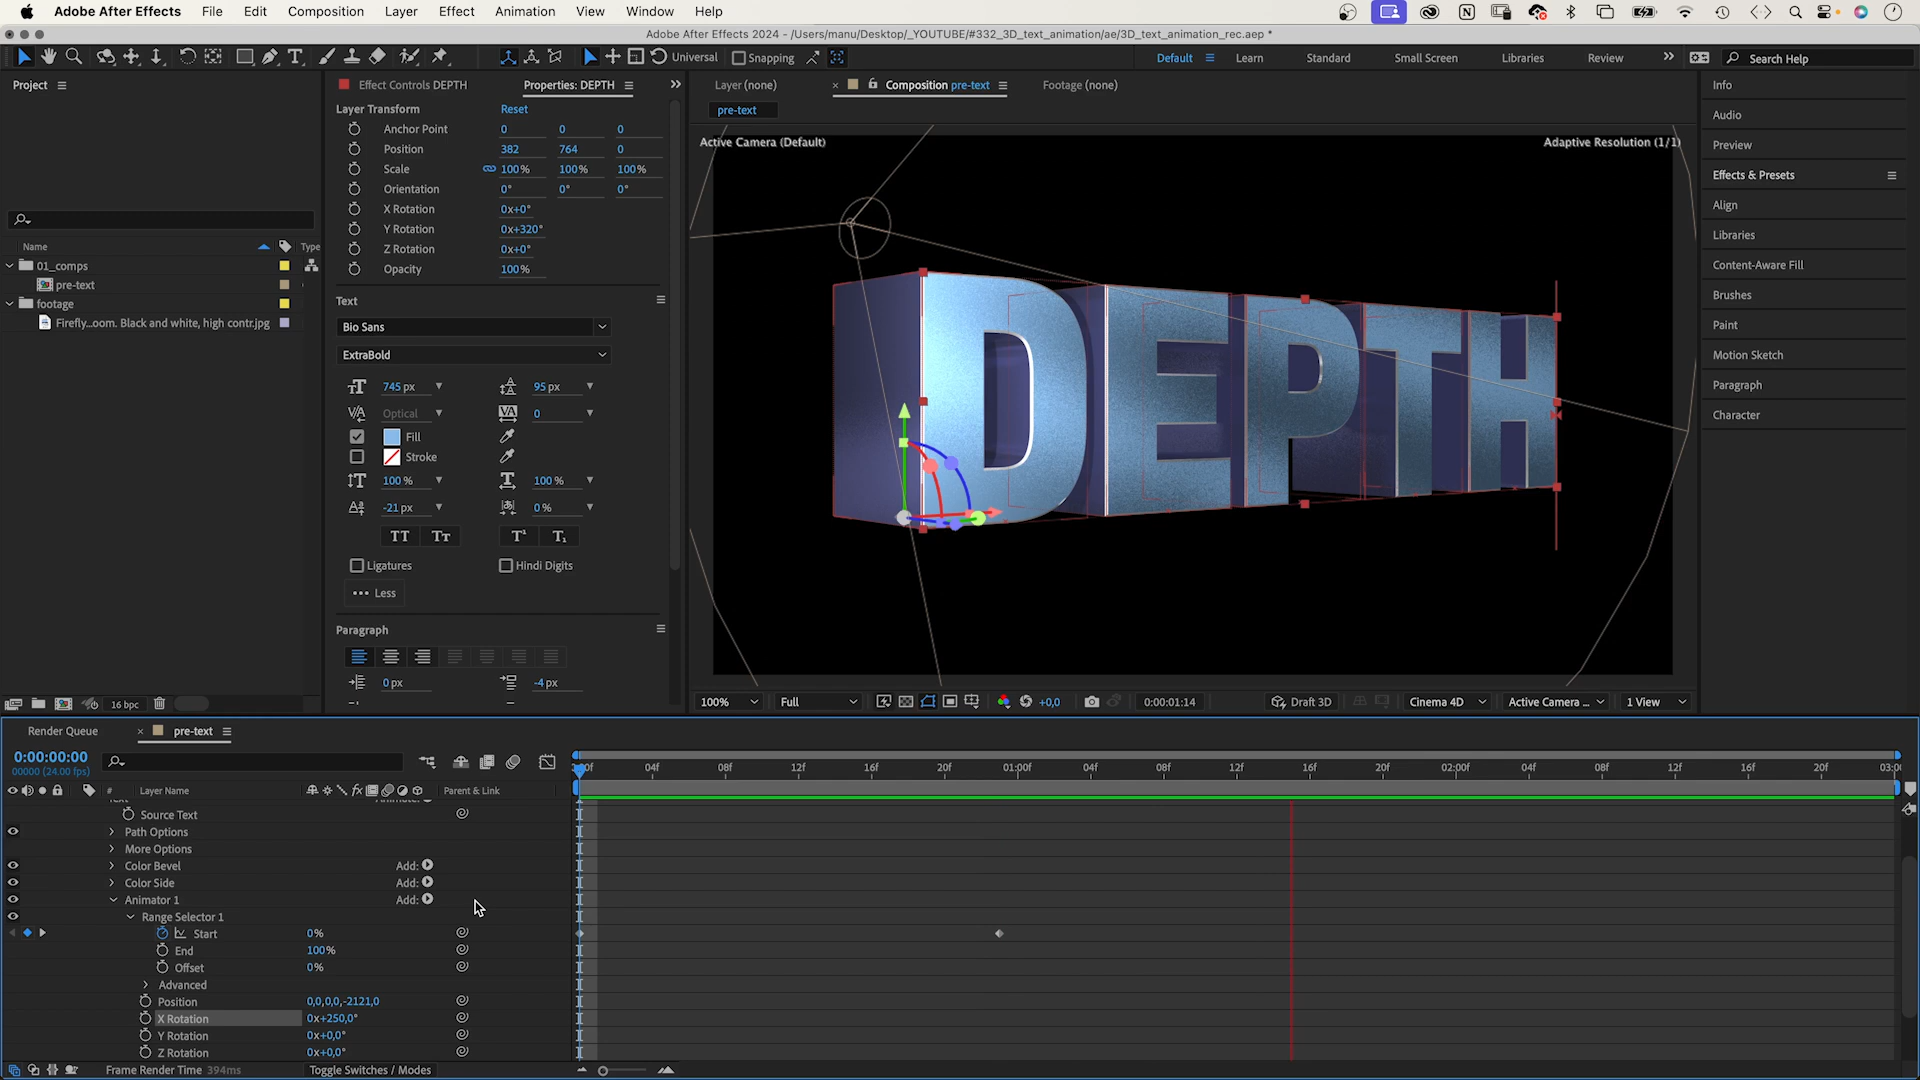 Adobe After Effects File Edit Composition Layer Effect Animation View Window Help
Adobe After Effects 2024 - /Users/manu/Desktop/_YOUTUBE/#332_3D_text_animation/ae/3D_text_animation_rec.aep *
Universal Snapping Default Learn Standard Small Screen Libraries Review Search Help
Project
Name Type
01_comps
pre-text
footage
Firefly...oom. Black and white, high contr.jpg
16 bpc
Effect Controls DEPTH Properties: DEPTH
Layer Transform Reset
Anchor Point 0 0 0
Position 382 764 0
Scale 100 % 100 % 100 %
Orientation 0° 0° 0°
X Rotation 0x+0°
Y Rotation 0x+320°
Z Rotation 0x+0°
Opacity 100 %
Text
Bio Sans
ExtraBold
745 px 95 px
Optical 0
Fill
Stroke
100 % 100 %
-21 px 0 %
TT Tт T¹ T₁
Ligatures Hindi Digits
Less
Paragraph
0 px -4 px
Layer (none) Composition pre-text Footage (none)
pre-text
Active Camera (Default) Adaptive Resolution (1/1)
DEPTH
100% Full +0,0 0:00:01:14 Draft 3D Cinema 4D Active Camera ... 1 View
Info
Audio
Preview
Effects & Presets
Align
Libraries
Content-Aware Fill
Brushes
Paint
Motion Sketch
Paragraph
Character
Render Queue pre-text
0:00:00:00
00000 (24.00 fps)
04f 08f 12f 16f 20f 01:00f 04f 08f 12f 16f 20f 02:00f 04f 08f 12f 16f 20f
# Layer Name Parent & Link
Source Text
Path Options
More Options
Color Bevel Add:
Color Side Add:
Animator 1 Add:
Range Selector 1
Start 0%
End 100%
Offset 0%
Advanced
Position 0,0,0,0,-2121,0
X Rotation 0x+250,0°
Y Rotation 0x+0,0°
Z Rotation 0x+0,0°
Frame Render Time 394ms Toggle Switches / Modes